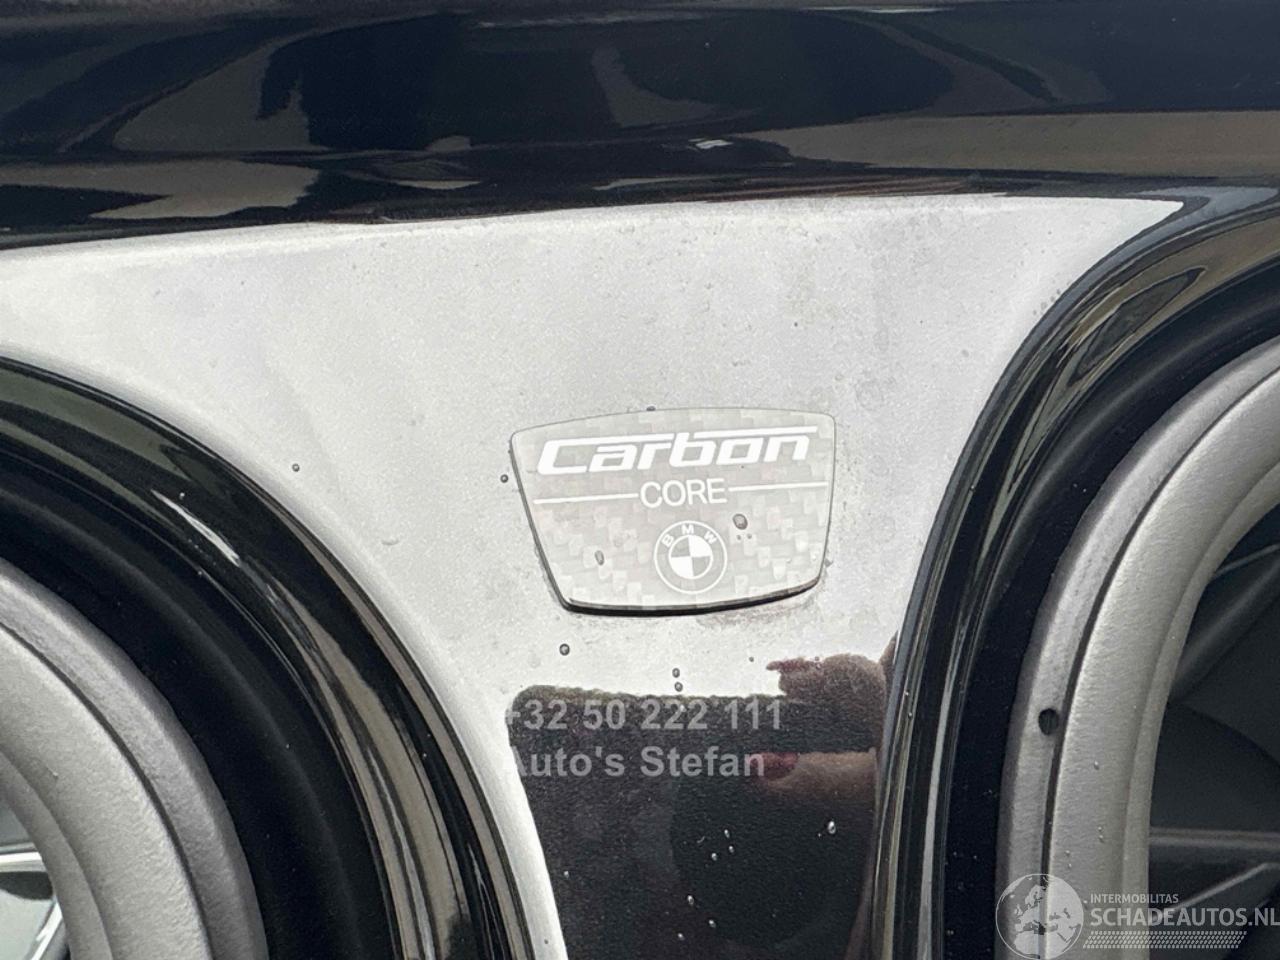 Carbon
CORE
BMW
+32 50 222 111
Auto's Stefan
INTERMOBILITAS
SCHADEAUTOS.NL